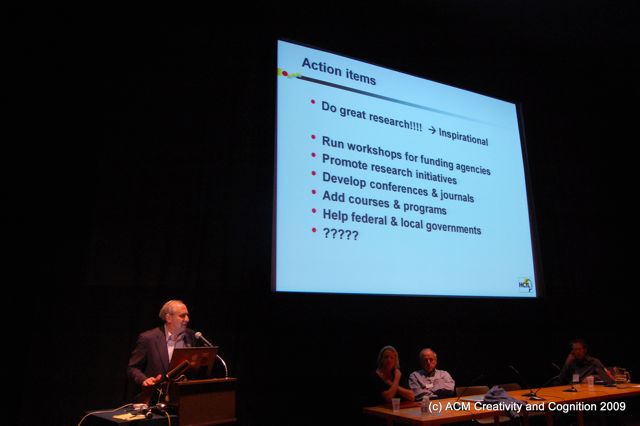 Action items
• Do great research!!!! → Inspirational
• Run workshops for funding agencies
• Promote research initiatives
• Develop conferences & journals
• Add courses & programs
• Help federal & local governments
• ?????
HCIL
(c) ACM Creativity and Cognition 2009